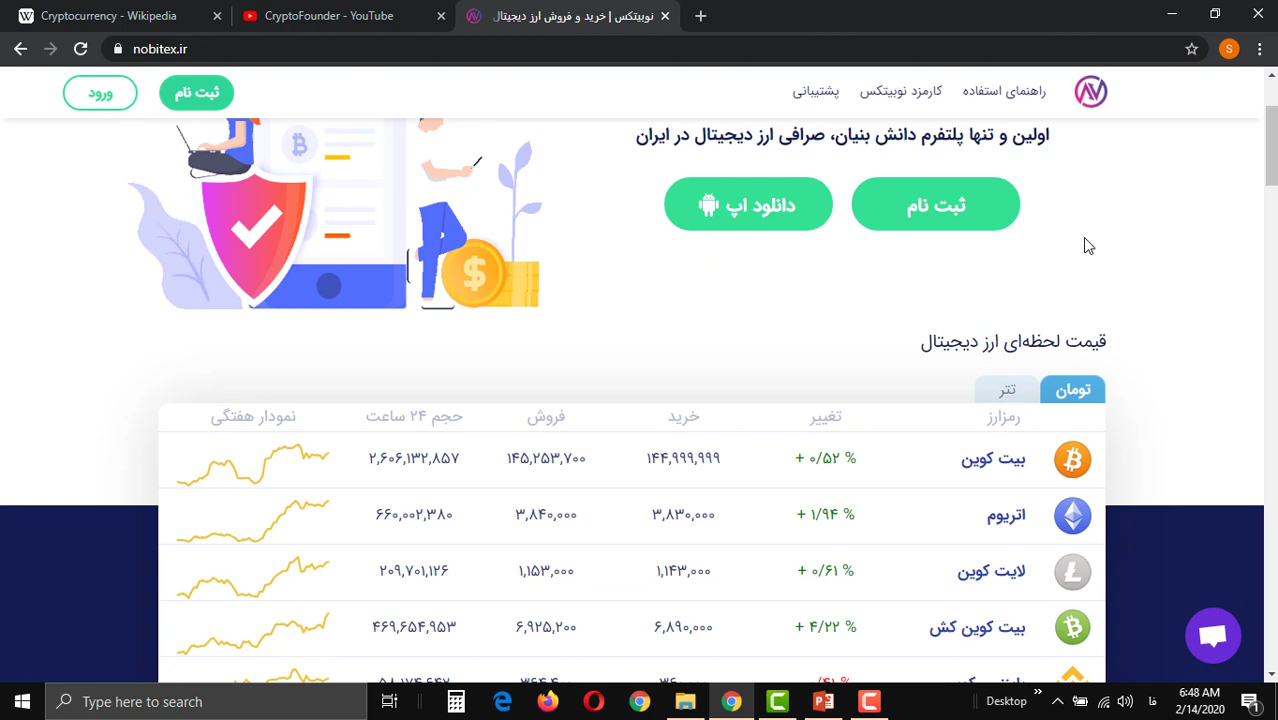 Cryptocurrency - Wikipedia
CryptoFounder - YouTube
نوبیتکس | خرید و فروش ارز دیجیتال
nobitex.ir
S
راهنمای استفاده
کارمزد نوبیتکس
پشتیبانی
ثبت نام
ورود
اولین و تنها پلتفرم دانش بنیان، صرافی ارز دیجیتال در ایران
ثبت نام
دانلود اپ
قیمت لحظه‌ای ارز دیجیتال
تومان تتر
رمزارز تغییر خرید فروش حجم ۲۴ ساعت نمودار هفتگی
بیت کوین + ۰/۵۲ % ۱۴۴,۹۹۹,۹۹۹ ۱۴۵,۲۵۳,۷۰۰ ۲,۶۰۶,۱۳۲,۸۵۷
اتریوم + ۱/۹۴ % ۳,۸۳۰,۰۰۰ ۳,۸۴۰,۰۰۰ ۶۶۰,۰۰۲,۳۸۰
لایت کوین + ۰/۶۱ % ۱,۱۴۳,۰۰۰ ۱,۱۵۳,۰۰۰ ۲۰۹,۷۰۱,۱۲۶
بیت کوین کش + ۴/۲۲ % ۶,۸۹۰,۰۰۰ ۶,۹۲۵,۲۰۰ ۴۶۹,۶۵۴,۹۵۳
Type here to search
Desktop
فا
6:48 AM
2/14/2020